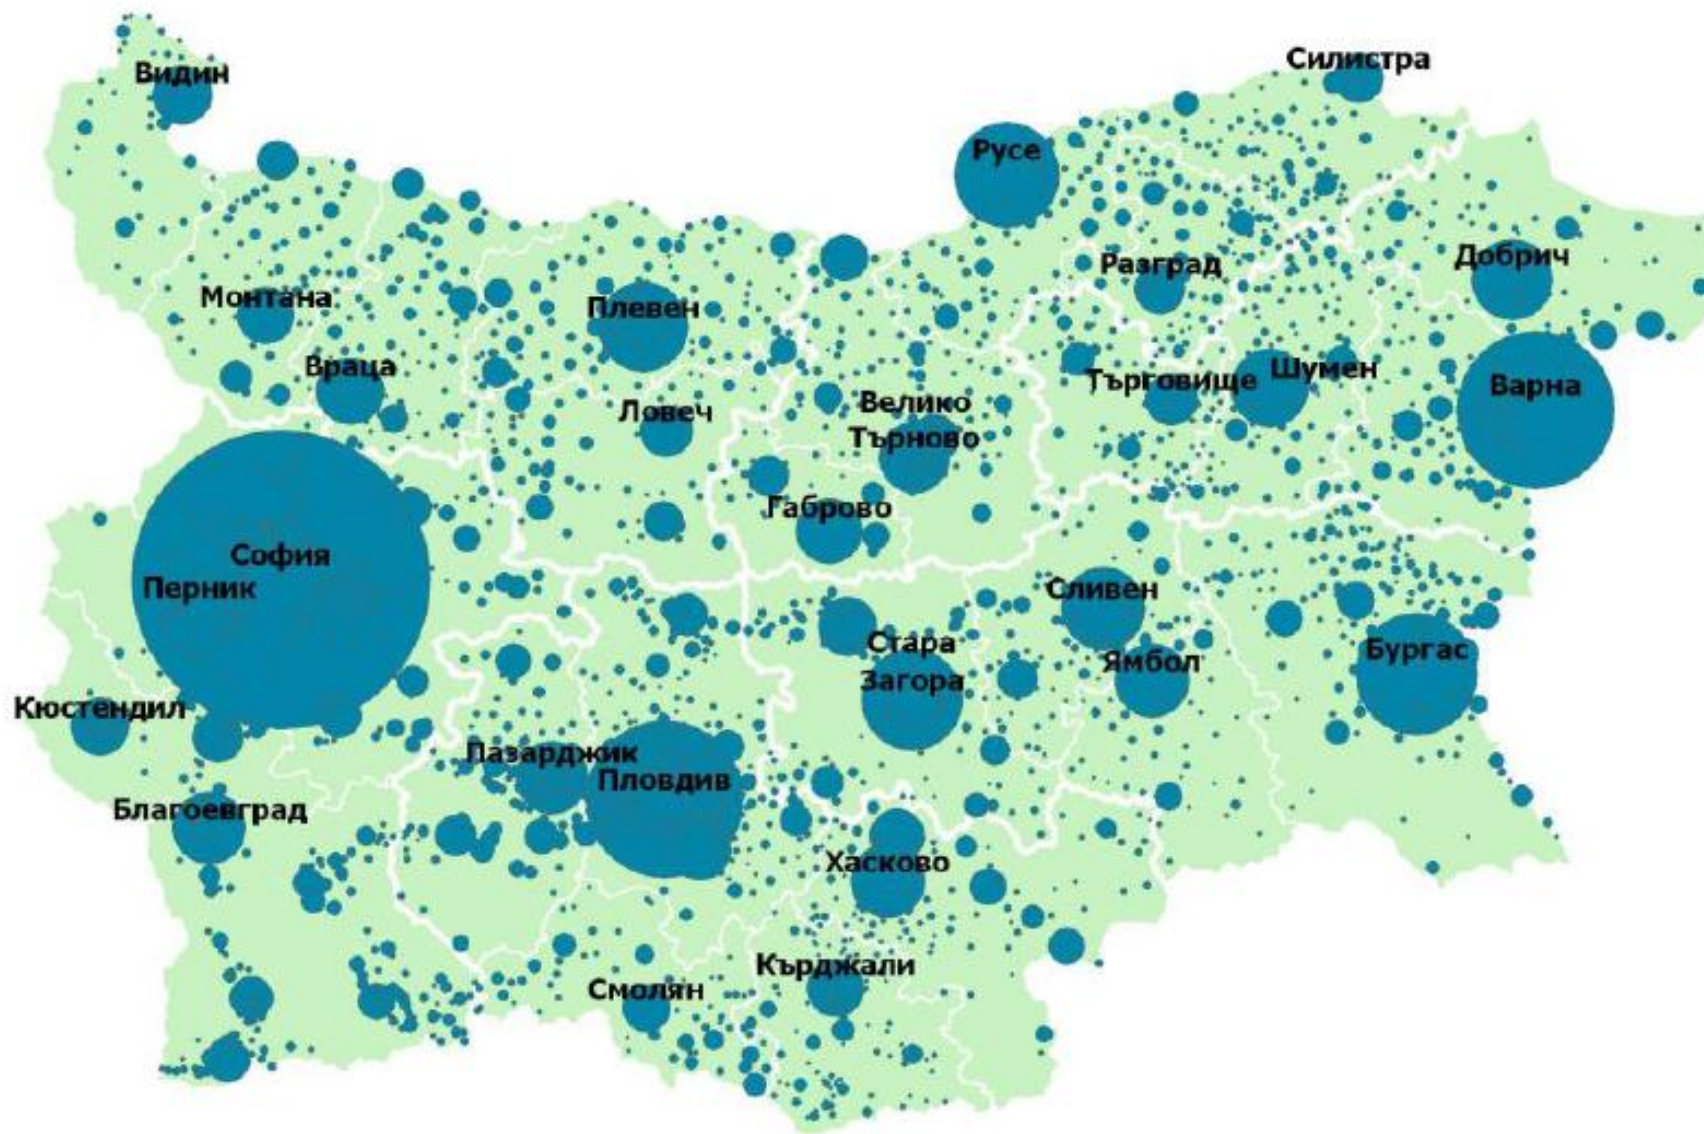 Видин
Силистра
Русе
Добрич
Разград
Монтана
Плевен
Враца
Търговище
Шумен
Варна
Ловеч
Велико
Търново
Габрово
София
Перник
Сливен
Стара
Загора
Ямбол
Бургас
Кюстендил
Пазарджик
Пловдив
Благоевград
Хасково
Кърджали
Смолян